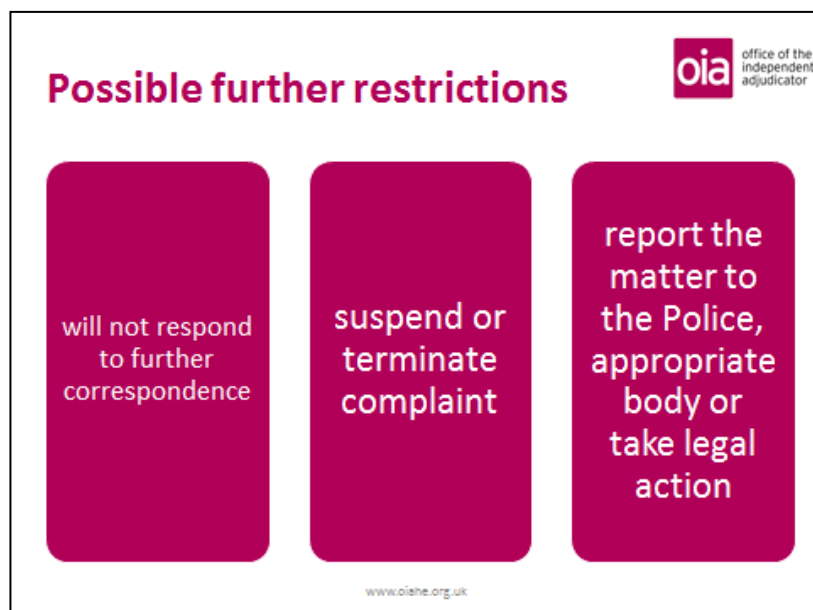 Possible further restrictions
oia
office of the
independent
adjudicator
will not respond
to further
correspondence
suspend or
terminate
complaint
report the
matter to
the Police,
appropriate
body or
take legal
action
www.oiahe.org.uk